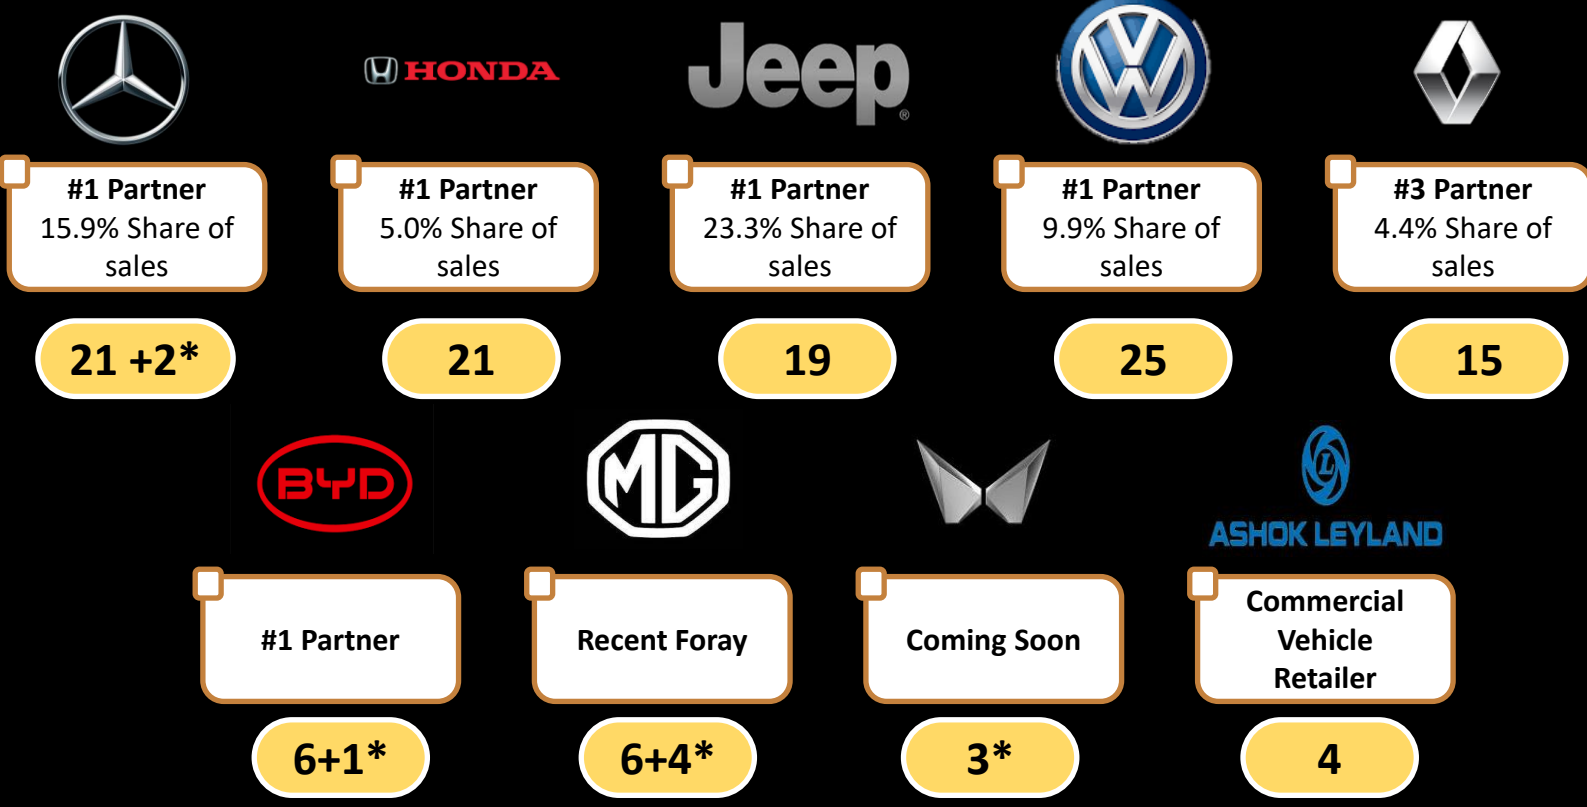 HONDA
Jeep
®
#1 Partner
15.9% Share of
sales
#1 Partner
5.0% Share of
sales
#1 Partner
23.3% Share of
sales
#1 Partner
9.9% Share of
sales
#3 Partner
4.4% Share of
sales
21 +2*
21
19
25
15
BYD
MG
L
ASHOK LEYLAND
#1 Partner
Recent Foray
Coming Soon
Commercial
Vehicle
Retailer
6+1*
6+4*
3*
4